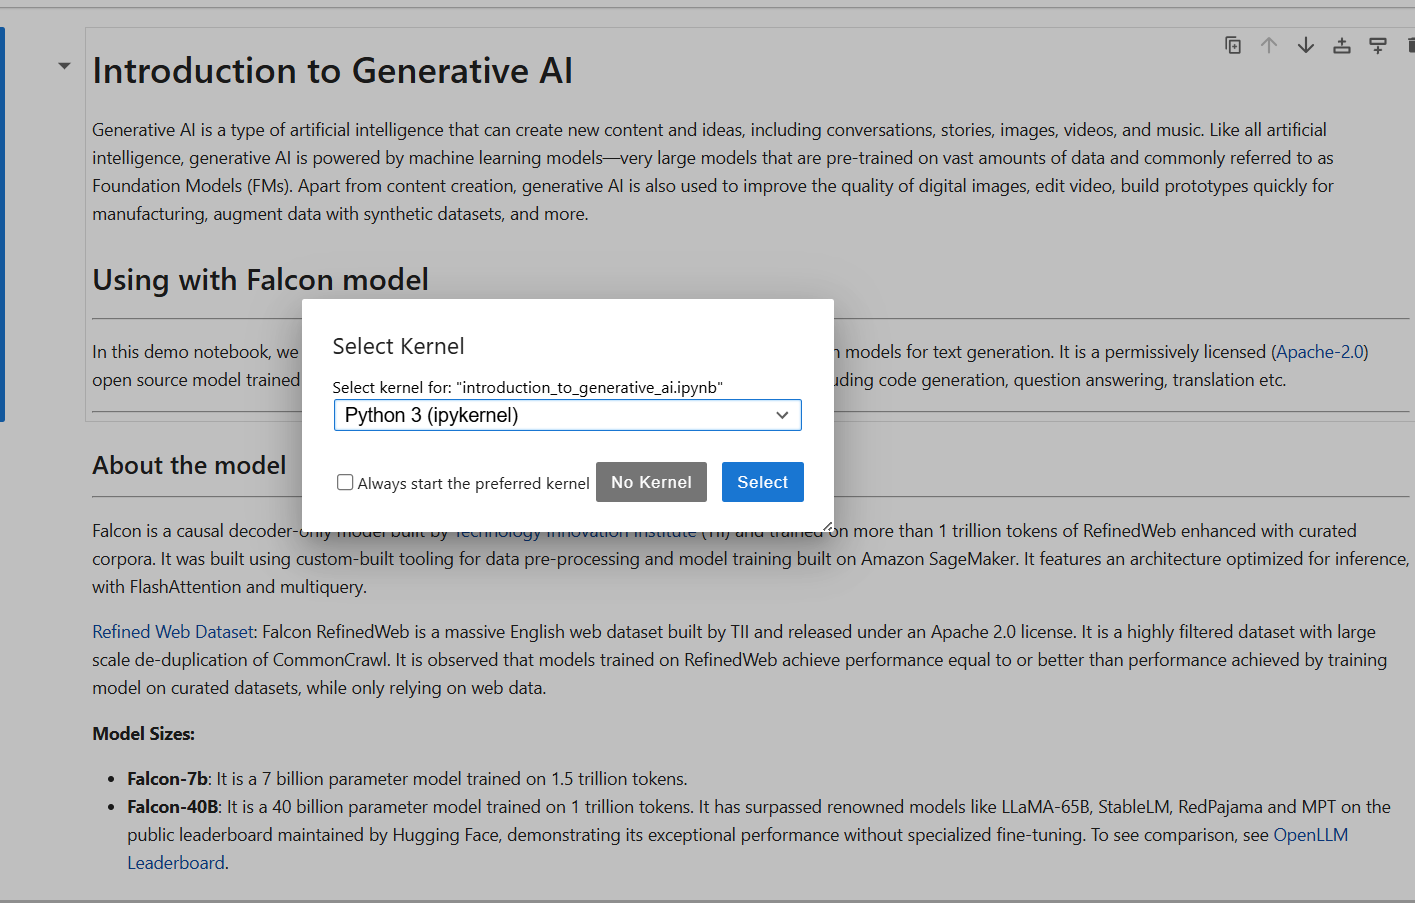 Introduction to Generative AI
Generative AI is a type of artificial intelligence that can create new content and ideas, including conversations, stories, images, videos, and music. Like all artificial
intelligence, generative AI is powered by machine learning models—very large models that are pre-trained on vast amounts of data and commonly referred to as
Foundation Models (FMs). Apart from content creation, generative AI is also used to improve the quality of digital images, edit video, build prototypes quickly for
manufacturing, augment data with synthetic datasets, and more.
Using with Falcon model
In this demo notebook, we models for text generation. It is a permissively licensed (Apache-2.0)
open source model trained code generation, question answering, translation etc.
Select Kernel
Select kernel for: "introduction_to_generative_ai.ipynb"
Python 3 (ipykernel)
Always start the preferred kernel No Kernel Select
About the model
Falcon is a causal decoder-only model built by Technology Innovation Institute (TII) and trained on more than 1 trillion tokens of RefinedWeb enhanced with curated
corpora. It was built using custom-built tooling for data pre-processing and model training built on Amazon SageMaker. It features an architecture optimized for inference,
with FlashAttention and multiquery.
Refined Web Dataset: Falcon RefinedWeb is a massive English web dataset built by TII and released under an Apache 2.0 license. It is a highly filtered dataset with large
scale de-duplication of CommonCrawl. It is observed that models trained on RefinedWeb achieve performance equal to or better than performance achieved by training
model on curated datasets, while only relying on web data.
Model Sizes:
• Falcon-7b: It is a 7 billion parameter model trained on 1.5 trillion tokens.
• Falcon-40B: It is a 40 billion parameter model trained on 1 trillion tokens. It has surpassed renowned models like LLaMA-65B, StableLM, RedPajama and MPT on the
public leaderboard maintained by Hugging Face, demonstrating its exceptional performance without specialized fine-tuning. To see comparison, see OpenLLM
Leaderboard.